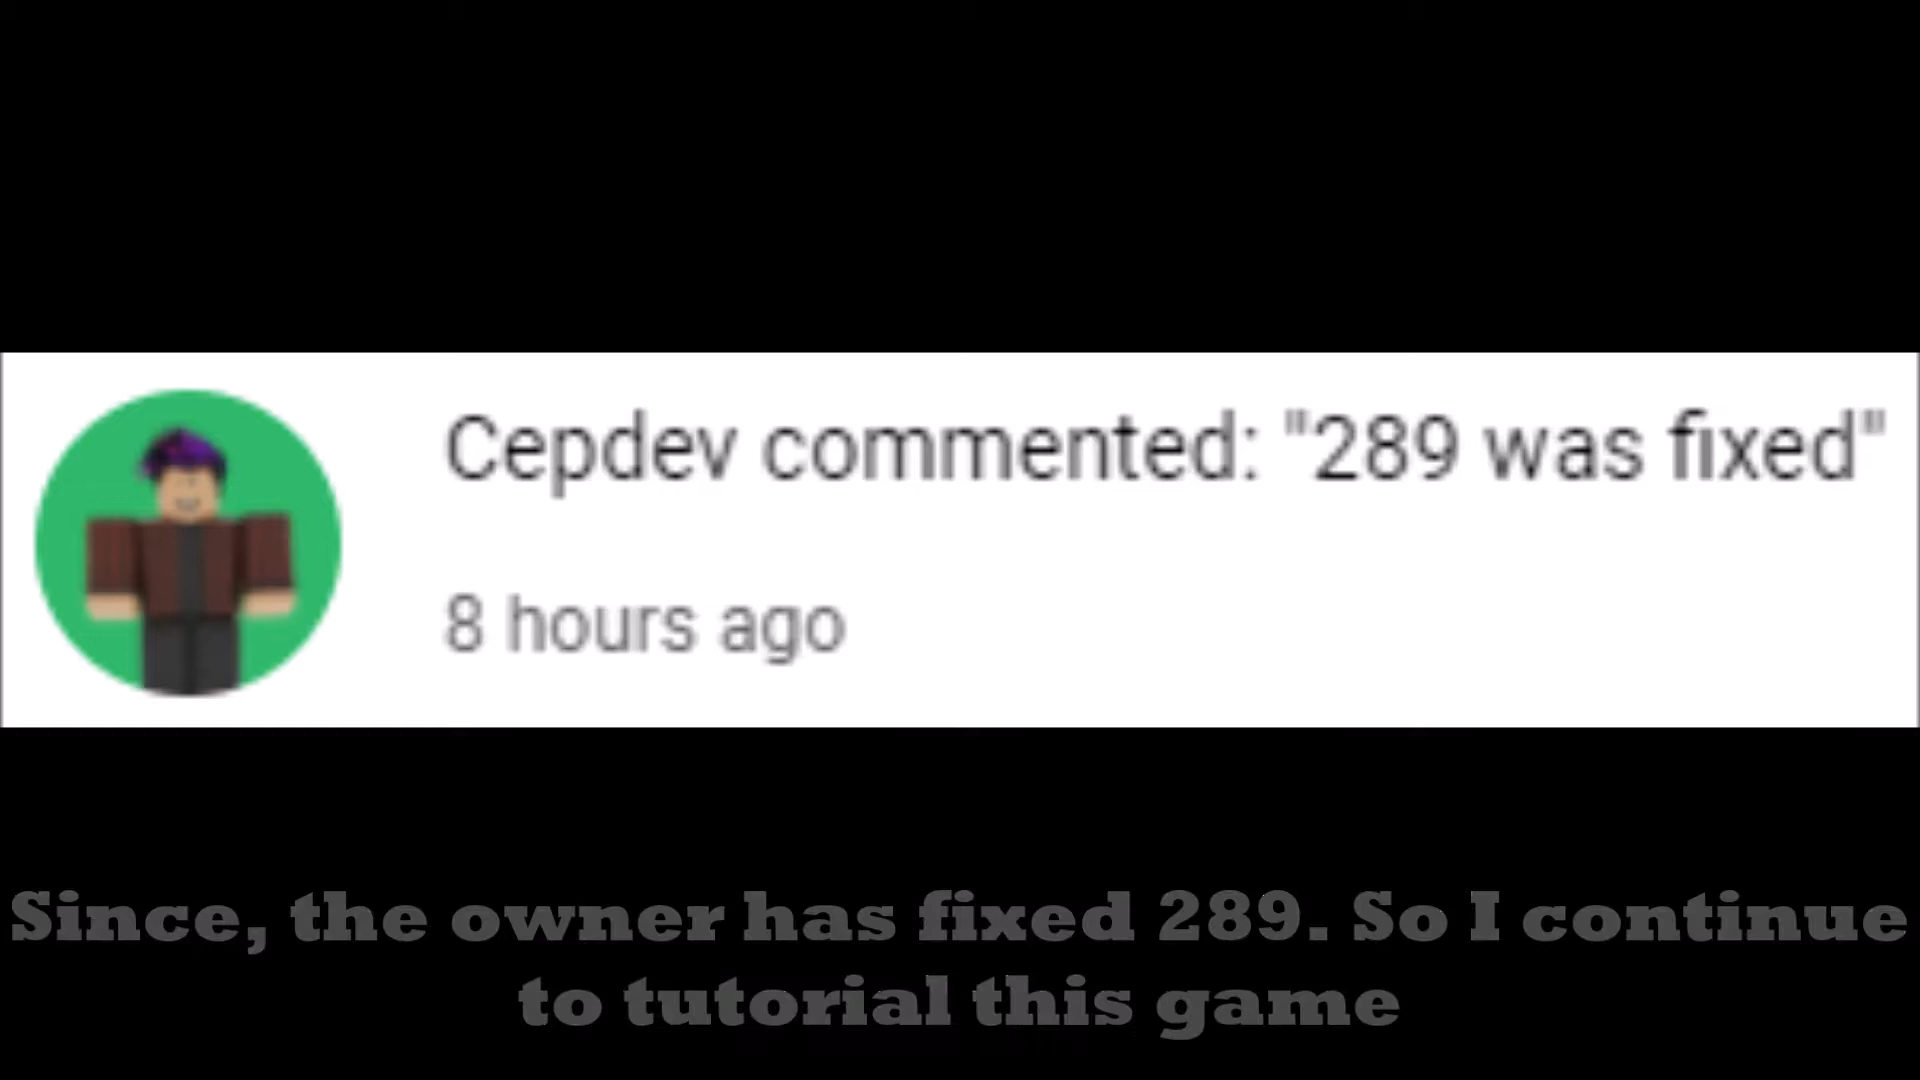 Cepdev commented: "289 was fixed"
8 hours ago
Since, the owner has fixed 289. So I continue
to tutorial this game